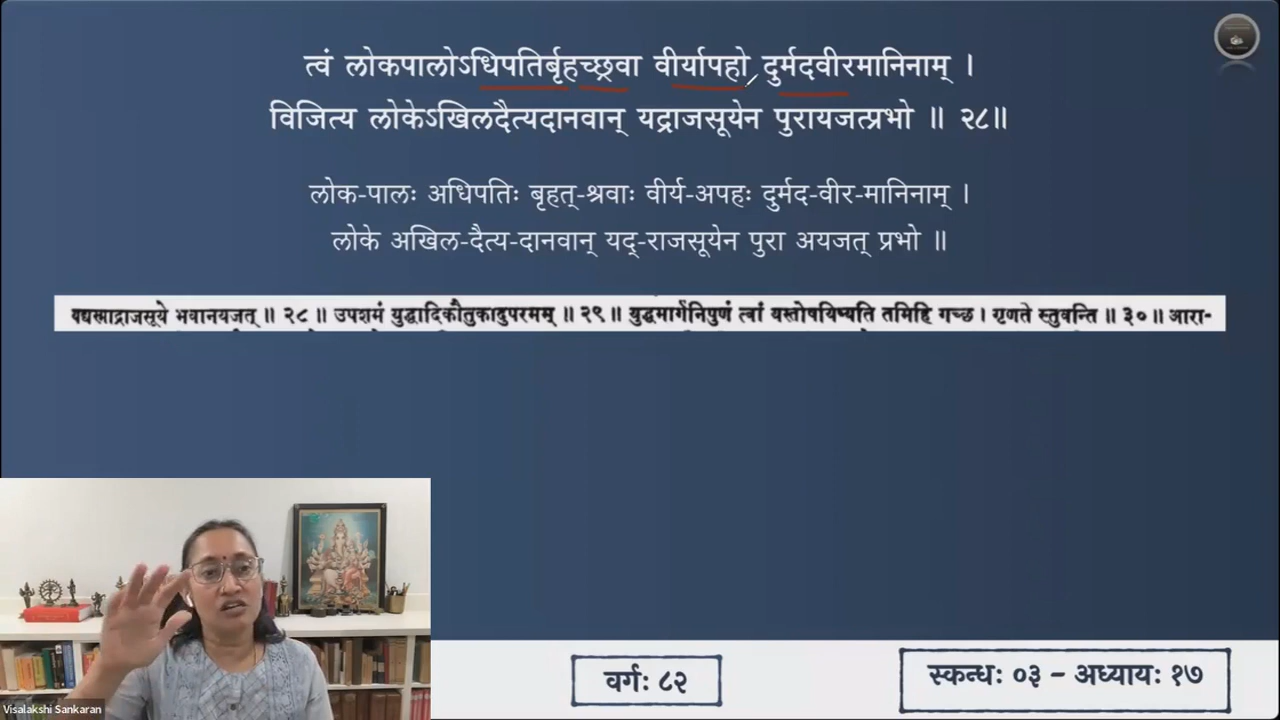 त्वं लोकपालोऽधिपतिर्बृहच्छ्रवा वीर्यापहो दुर्मदवीरमानिनाम् ।
विजित्य लोकेऽखिलदैत्यदानवान् यद्राजसूयेन पुरायजत्प्रभो ॥ २८॥
लोक-पालः अधिपतिः बृहत्-श्रवाः वीर्य-अपहः दुर्मद-वीर-मानिनाम् ।
लोके अखिल-दैत्य-दानवान् यद्-राजसूयेन पुरा अयजत् प्रभो ॥
यद्यस्माद्राजसूये भवानयजत् ॥ २८ ॥ उपशमं युद्धादिकौतुकादुपरमम् ॥ २९ ॥ युद्धमार्गेनिपुणं त्वां यस्तोषयिष्यति तमिहि गच्छ । गृणते स्तुवन्ति ॥ ३० ॥ आरा-
Visalakshi Sankaran
वर्गः ८२
स्कन्धः ०३ – अध्यायः १७